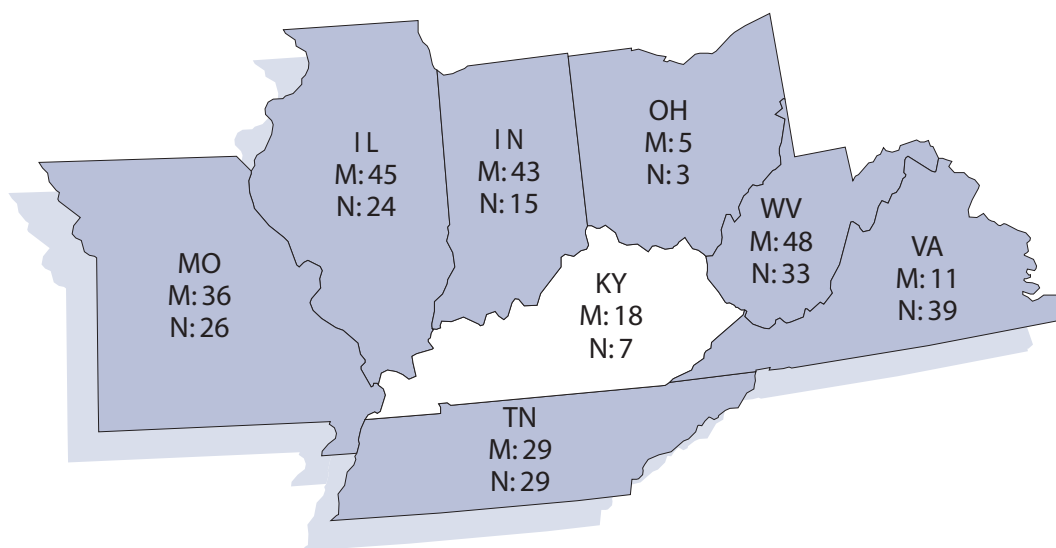 IL
M: 45
N: 24
IN
M: 43
N: 15
OH
M: 5
N: 3
MO
M: 36
N: 26
KY
M: 18
N: 7
WV
M: 48
N: 33
VA
M: 11
N: 39
TN
M: 29
N: 29